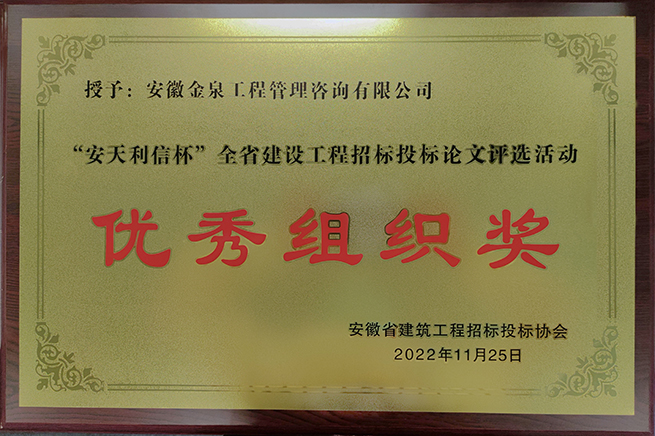 授予：安徽金泉工程管理咨询有限公司
“安天利信杯”全省建设工程招标投标论文评选活动
优秀组织奖
安徽省建筑工程招标投标协会
2022年11月25日